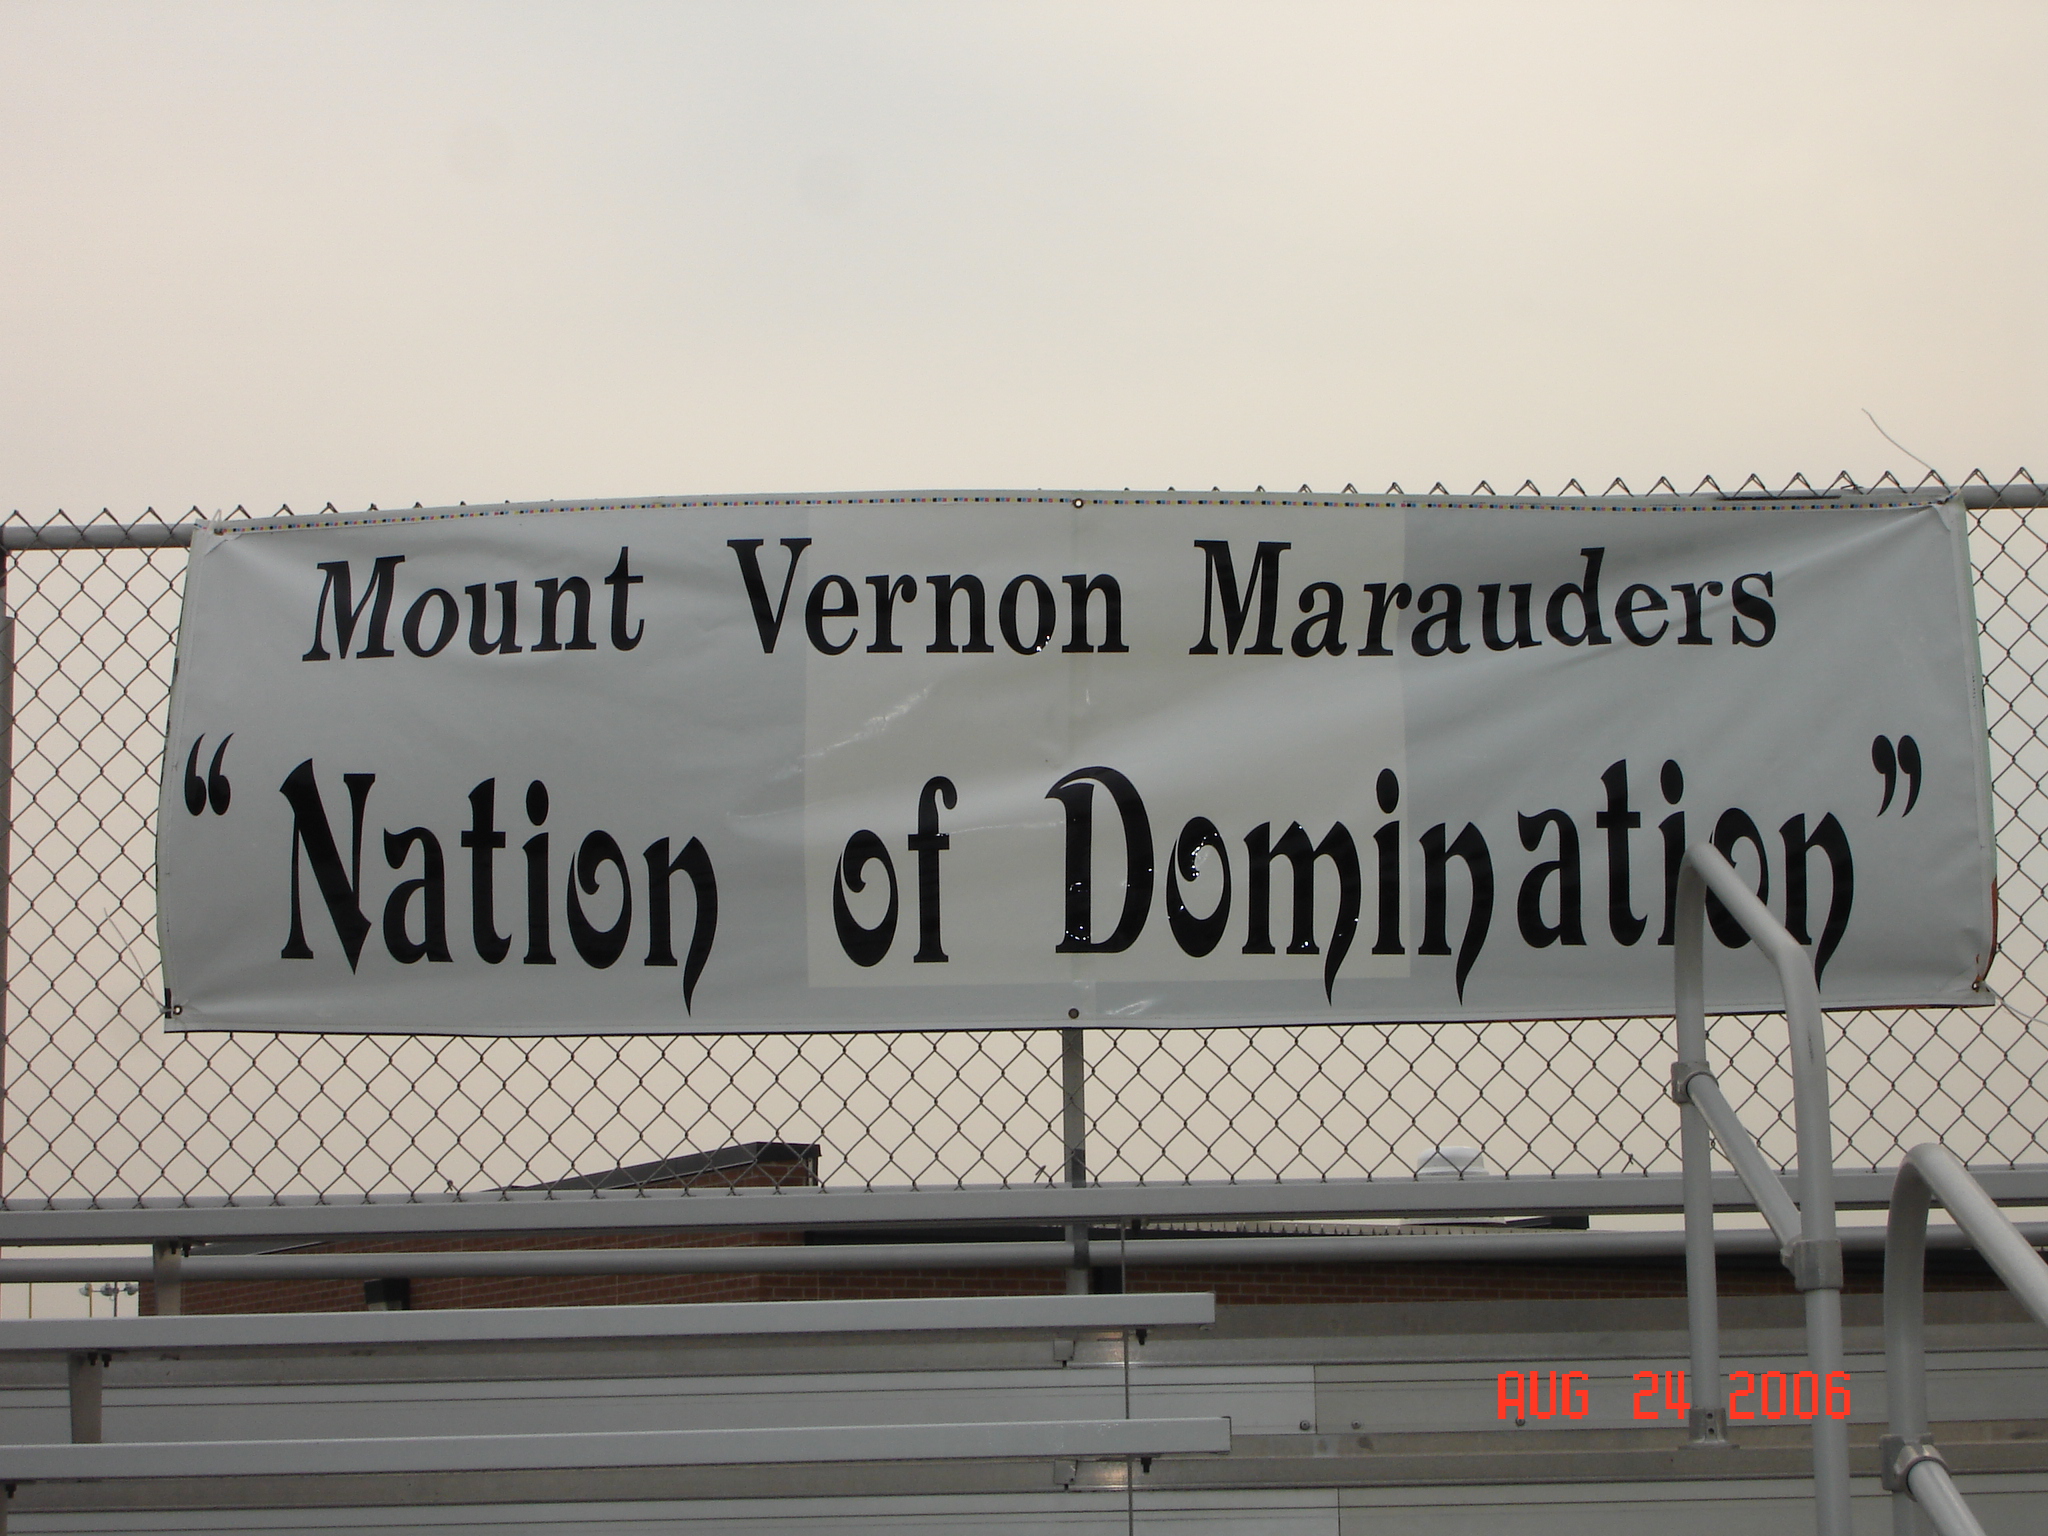 Mount Vernon Marauders
“Nation of Domination”
AUG 24 2006